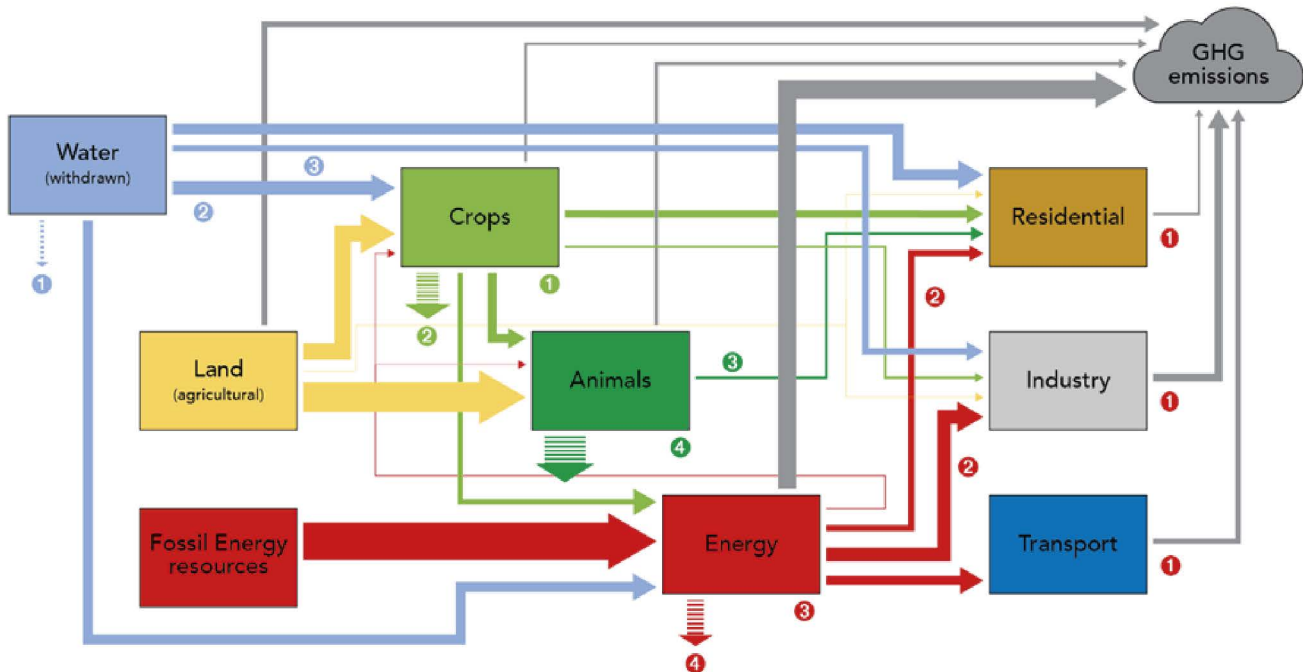 GHG
emissions
Water
(withdrawn)
3
2
1
Crops
1
2
Residential
1
2
Land
(agricultural)
Animals
3
4
Industry
1
2
Fossil Energy
resources
Energy
3
4
Transport
1